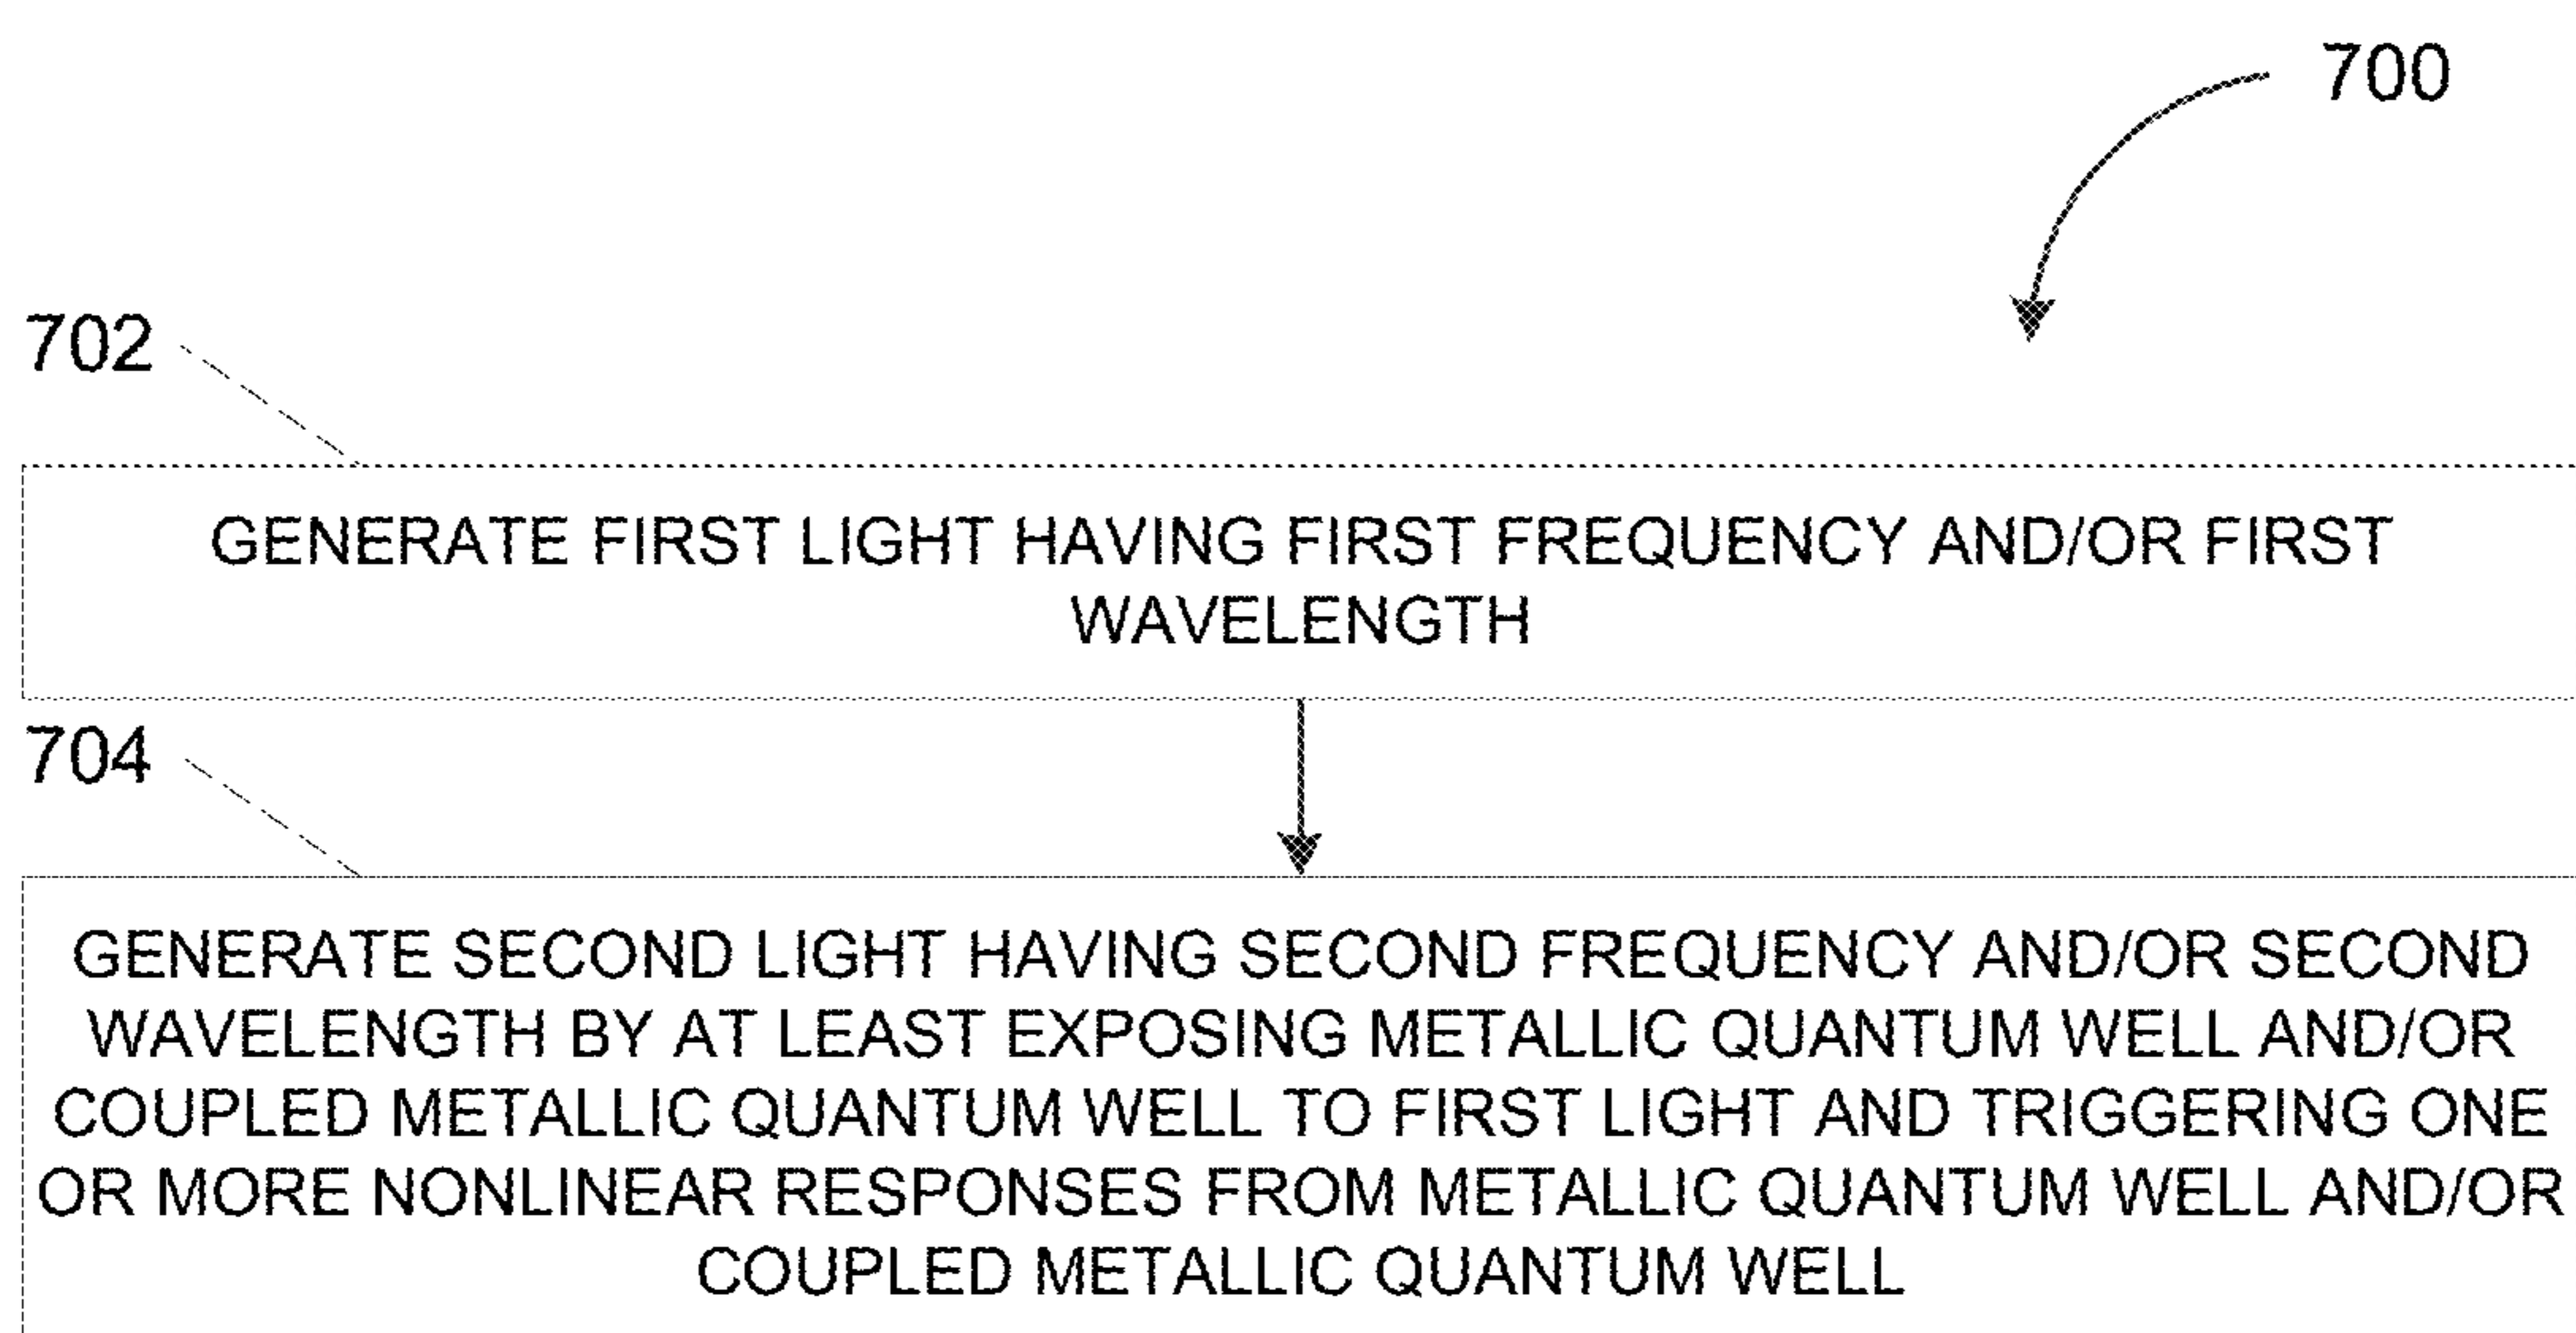 700
702
GENERATE FIRST LIGHT HAVING FIRST FREQUENCY AND/OR FIRST
WAVELENGTH
704
GENERATE SECOND LIGHT HAVING SECOND FREQUENCY AND/OR SECOND
WAVELENGTH BY AT LEAST EXPOSING METALLIC QUANTUM WELL AND/OR
COUPLED METALLIC QUANTUM WELL TO FIRST LIGHT AND TRIGGERING ONE
OR MORE NONLINEAR RESPONSES FROM METALLIC QUANTUM WELL AND/OR
COUPLED METALLIC QUANTUM WELL